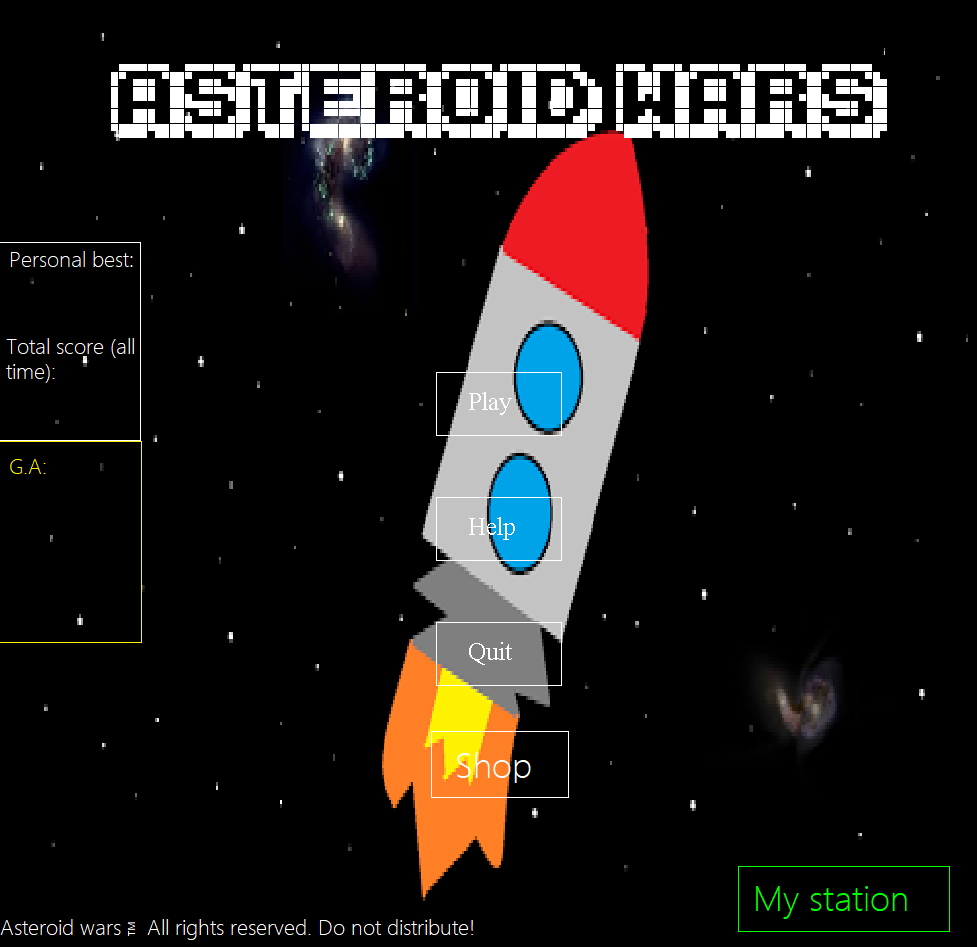 ASTEROID WARS
Personal best:
Total score (all
time):
G.A:
Play
Help
Quit
Shop
My station
Asteroid wars ™ All rights reserved. Do not distribute!